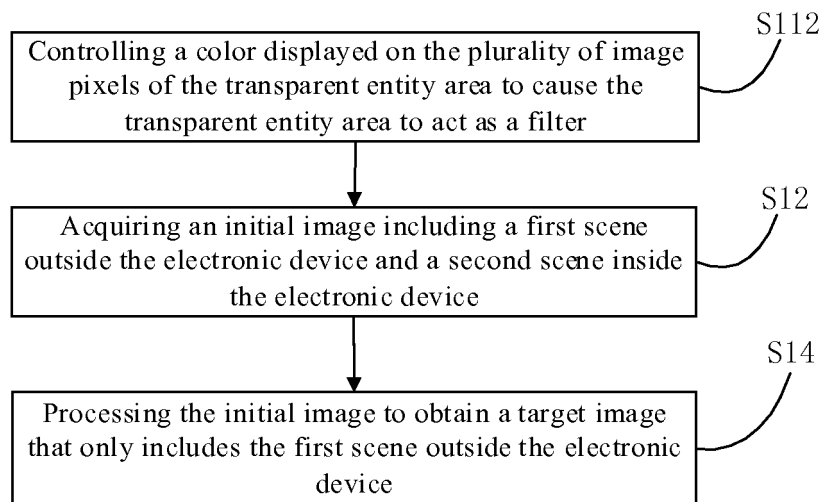 S112
Controlling a color displayed on the plurality of image
pixels of the transparent entity area to cause the
transparent entity area to act as a filter
S12
Acquiring an initial image including a first scene
outside the electronic device and a second scene inside
the electronic device
S14
Processing the initial image to obtain a target image
that only includes the first scene outside the electronic
device